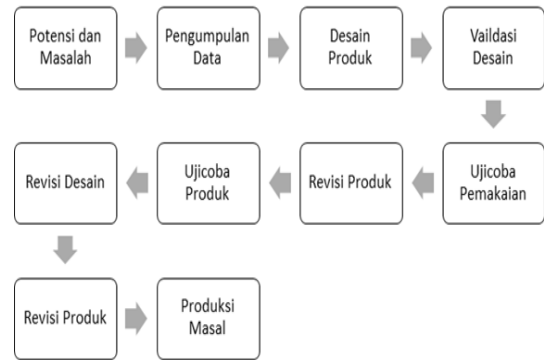 Potensi dan
Masalah
Pengumpulan
Data
Desain
Produk
Vaildasi
Desain
Ujicoba
Pemakaian
Revisi Produk
Ujicoba
Produk
Revisi Desain
Revisi Produk
Produksi
Masal